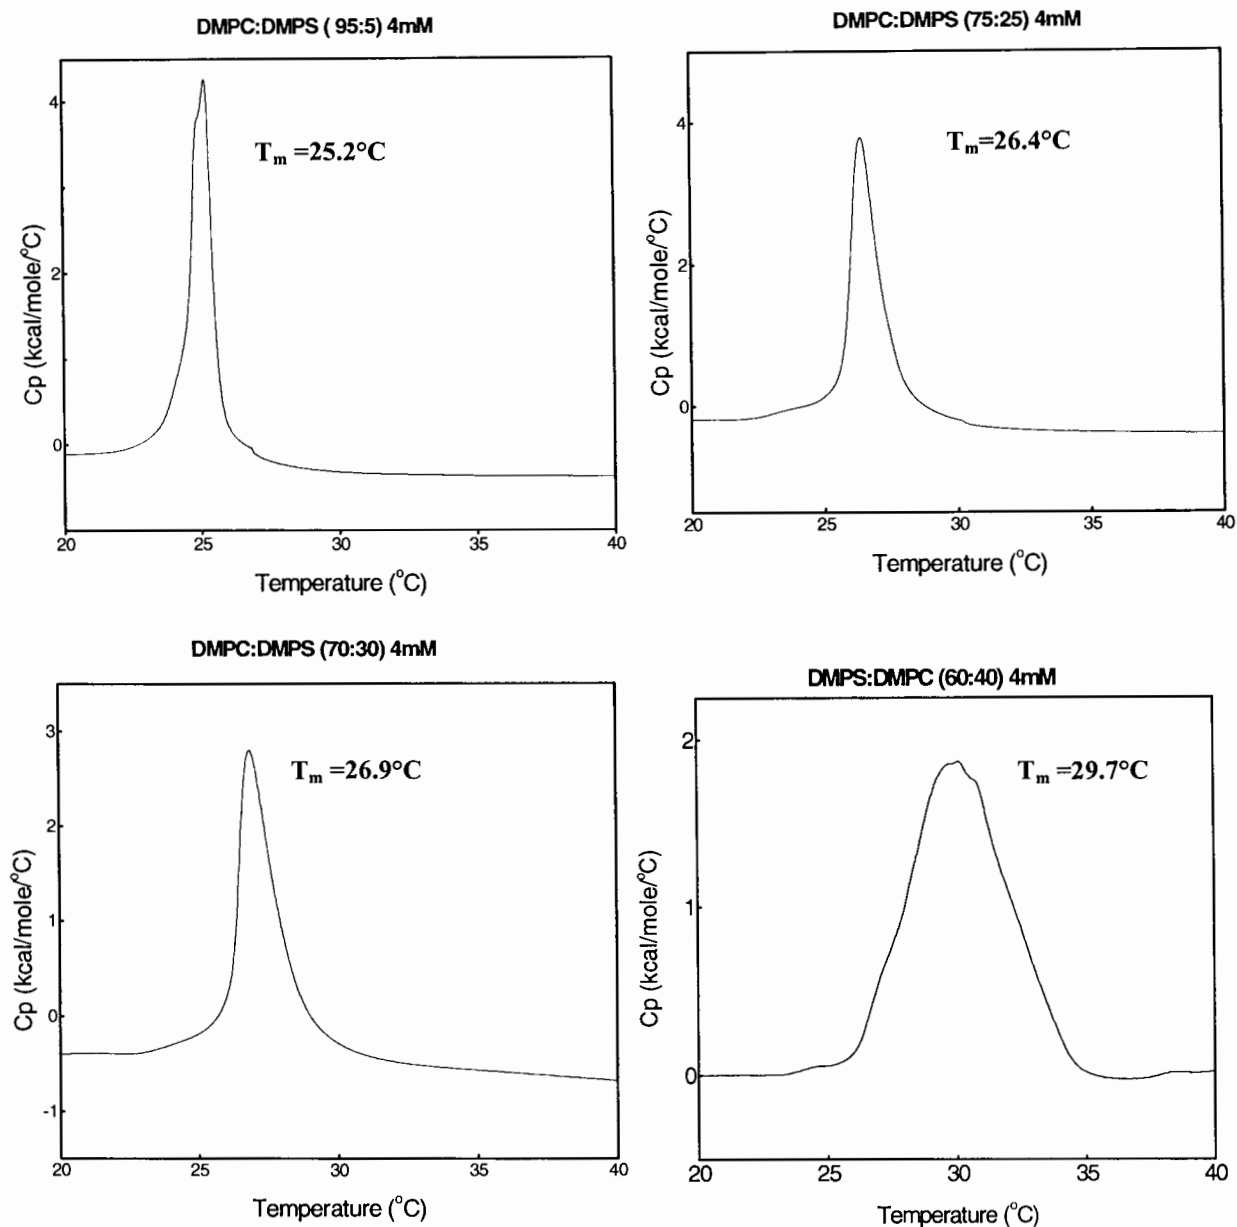 DMPC:DMPS ( 95:5) 4mM
4
2
0
T_m =25.2°C
Cp (kcal/mole/°C)
20 25 30 35 40
Temperature (°C)
DMPC:DMPS (75:25) 4mM
4
2
0
T_m=26.4°C
Cp (kcal/mole/°C)
20 25 30 35 40
Temperature (°C)
DMPC:DMPS (70:30) 4mM
3
2
1
0
-1
T_m =26.9°C
Cp (kcal/mole/°C)
20 25 30 35 40
Temperature (°C)
DMPS:DMPC (60:40) 4mM
2
1
0
T_m =29.7°C
Cp (kcal/mole/°C)
20 25 30 35 40
Temperature (°C)